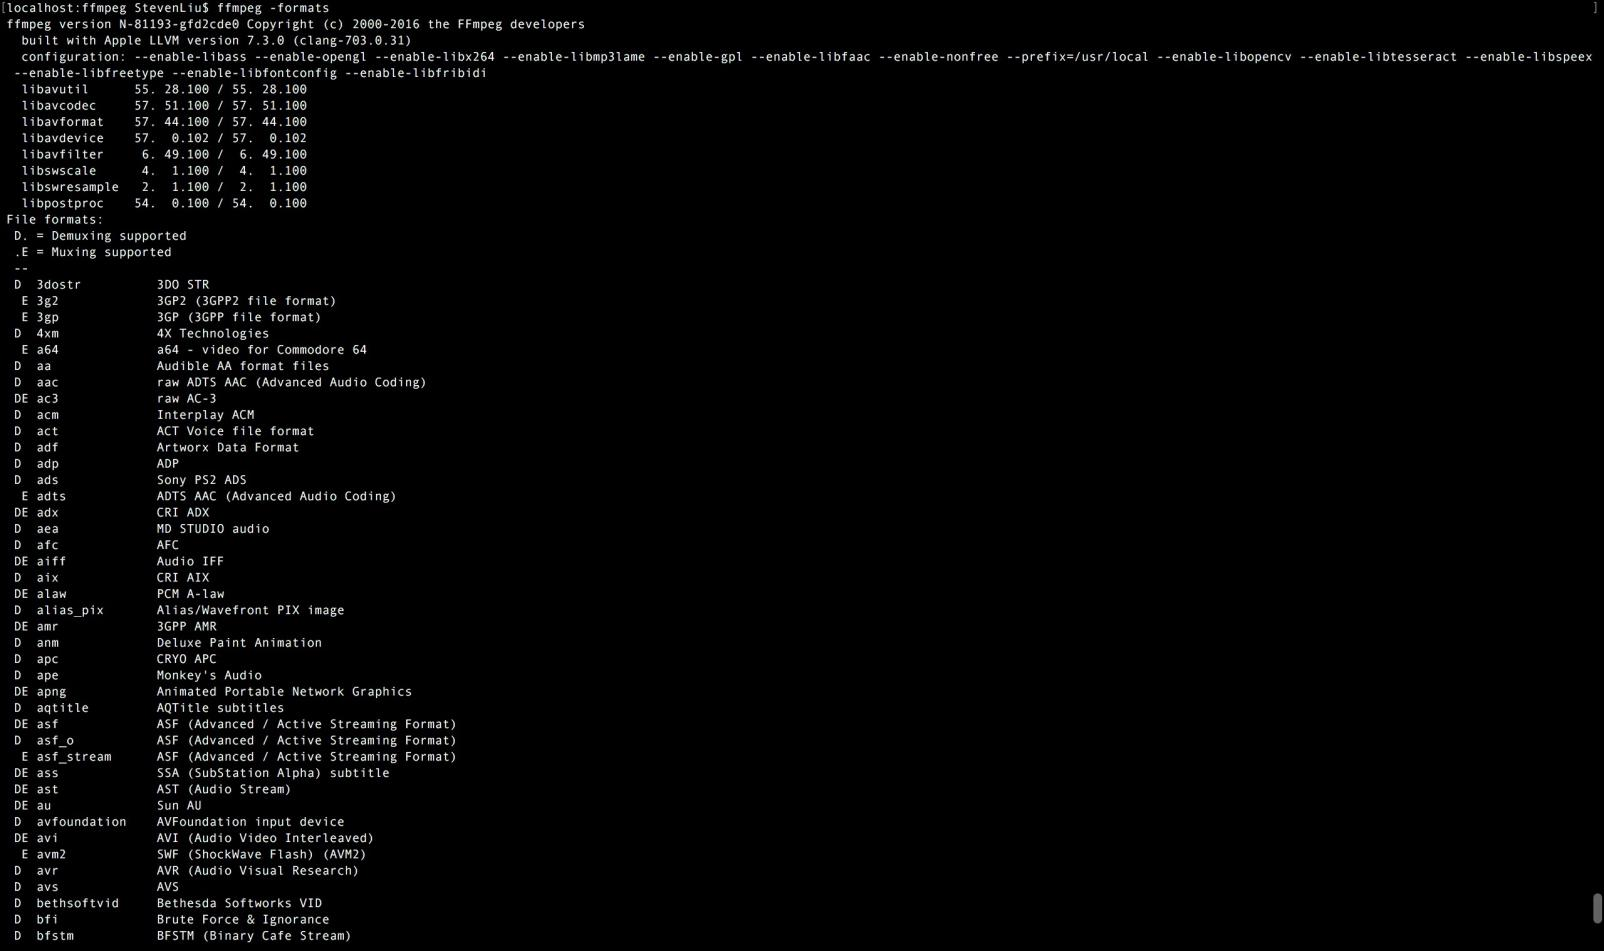 [localhost:ffmpeg StevenLiu$ ffmpeg -formats ]
ffmpeg version N-81193-gfd2cde0 Copyright (c) 2000-2016 the FFmpeg developers
  built with Apple LLVM version 7.3.0 (clang-703.0.31)
  configuration: --enable-libass --enable-opengl --enable-libx264 --enable-libmp3lame --enable-gpl --enable-libfaac --enable-nonfree --prefix=/usr/local --enable-libopencv --enable-libtesseract --enable-libspeex
 --enable-libfreetype --enable-libfontconfig --enable-libfribidi
  libavutil      55. 28.100 / 55. 28.100
  libavcodec     57. 51.100 / 57. 51.100
  libavformat    57. 44.100 / 57. 44.100
  libavdevice    57.  0.102 / 57.  0.102
  libavfilter     6. 49.100 /  6. 49.100
  libswscale      4.  1.100 /  4.  1.100
  libswresample   2.  1.100 /  2.  1.100
  libpostproc    54.  0.100 / 54.  0.100
File formats:
 D. = Demuxing supported
 .E = Muxing supported
 --
 D  3dostr          3DO STR
  E 3g2             3GP2 (3GPP2 file format)
  E 3gp             3GP (3GPP file format)
 D  4xm             4X Technologies
  E a64             a64 - video for Commodore 64
 D  aa              Audible AA format files
 D  aac             raw ADTS AAC (Advanced Audio Coding)
 DE ac3             raw AC-3
 D  acm             Interplay ACM
 D  act             ACT Voice file format
 D  adf             Artworx Data Format
 D  adp             ADP
 D  ads             Sony PS2 ADS
  E adts            ADTS AAC (Advanced Audio Coding)
 DE adx             CRI ADX
 D  aea             MD STUDIO audio
 D  afc             AFC
 DE aiff            Audio IFF
 D  aix             CRI AIX
 DE alaw            PCM A-law
 D  alias_pix       Alias/Wavefront PIX image
 DE amr             3GPP AMR
 D  anm             Deluxe Paint Animation
 D  apc             CRYO APC
 D  ape             Monkey's Audio
 DE apng            Animated Portable Network Graphics
 D  aqtitle         AQTitle subtitles
 DE asf             ASF (Advanced / Active Streaming Format)
 D  asf_o           ASF (Advanced / Active Streaming Format)
  E asf_stream      ASF (Advanced / Active Streaming Format)
 DE ass             SSA (SubStation Alpha) subtitle
 DE ast             AST (Audio Stream)
 DE au              Sun AU
 D  avfoundation    AVFoundation input device
 DE avi             AVI (Audio Video Interleaved)
  E avm2            SWF (ShockWave Flash) (AVM2)
 D  avr             AVR (Audio Visual Research)
 D  avs             AVS
 D  bethsoftvid     Bethesda Softworks VID
 D  bfi             Brute Force & Ignorance
 D  bfstm           BFSTM (Binary Cafe Stream)